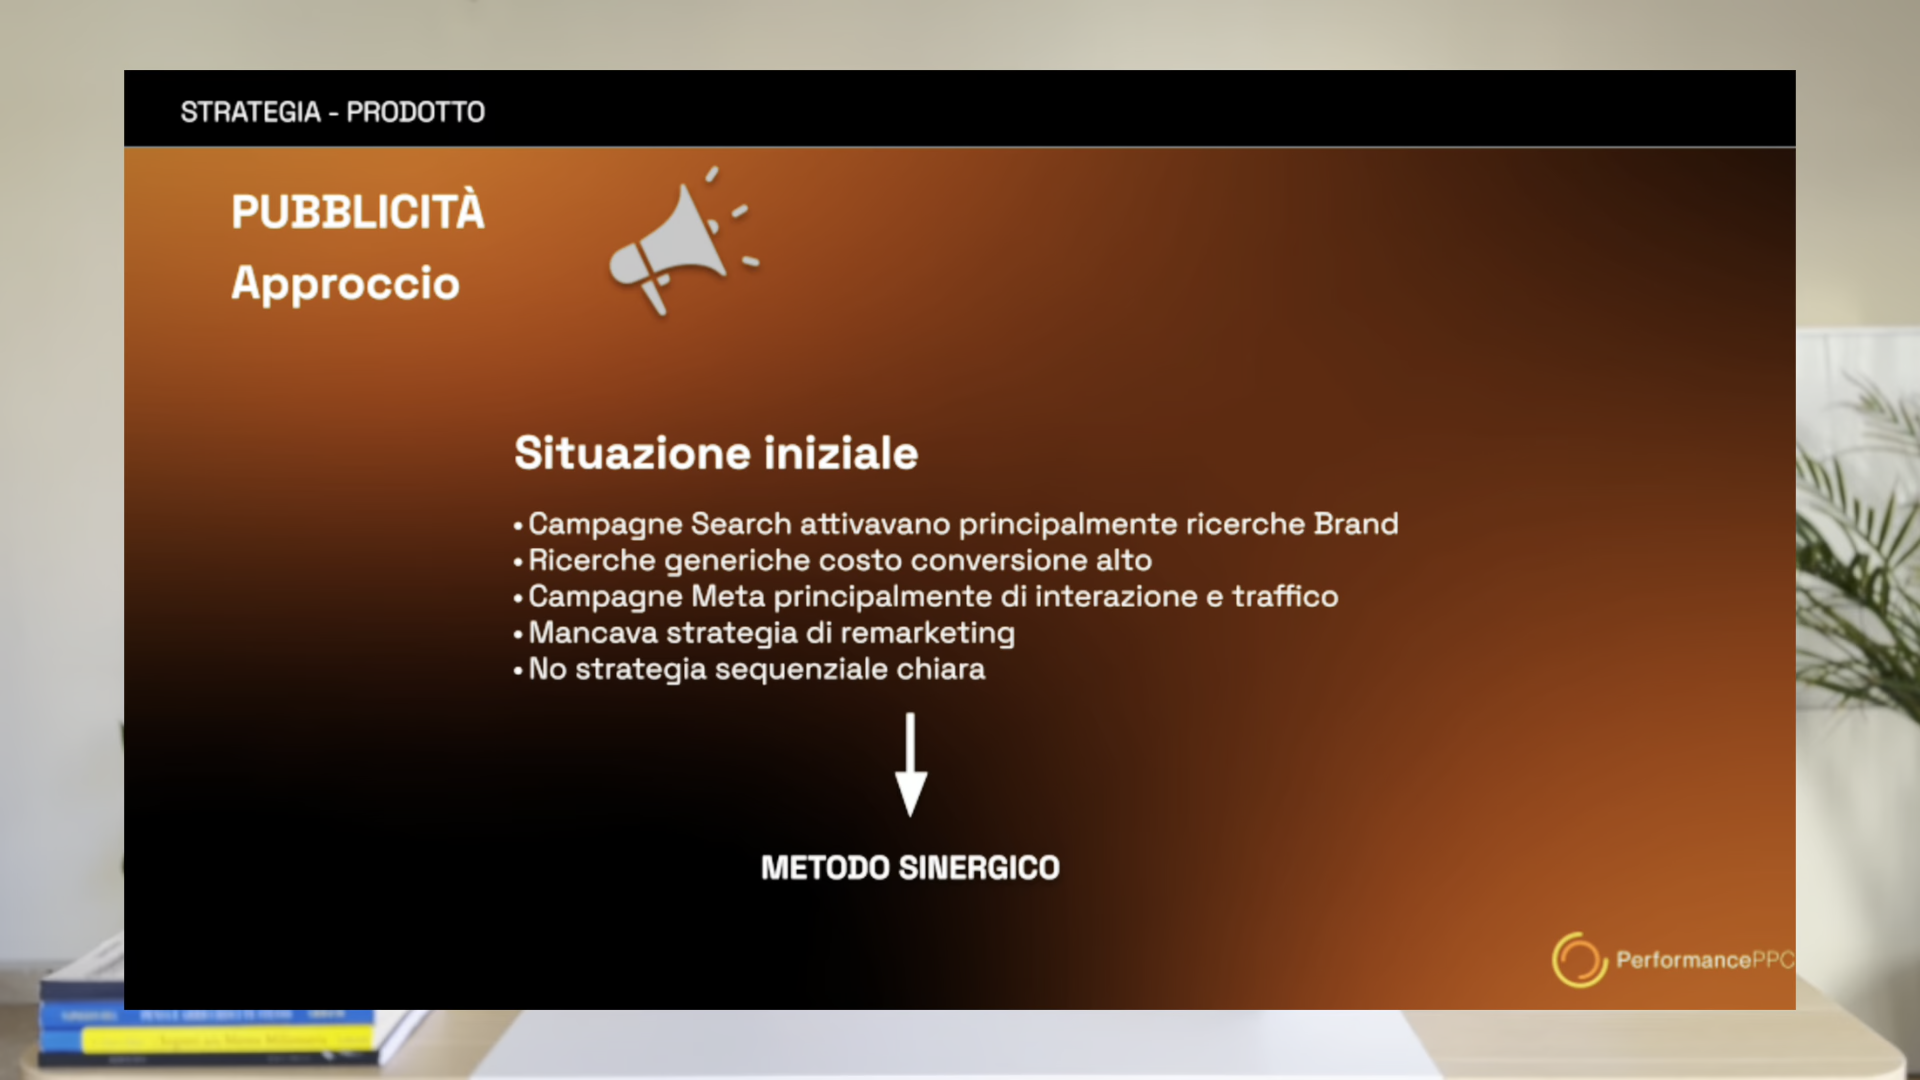 STRATEGIA - PRODOTTO
PUBBLICITÀ
Approccio
Situazione iniziale
• Campagne Search attivavano principalmente ricerche Brand
• Ricerche generiche costo conversione alto
• Campagne Meta principalmente di interazione e traffico
• Mancava strategia di remarketing
• No strategia sequenziale chiara
METODO SINERGICO
PerformancePPC